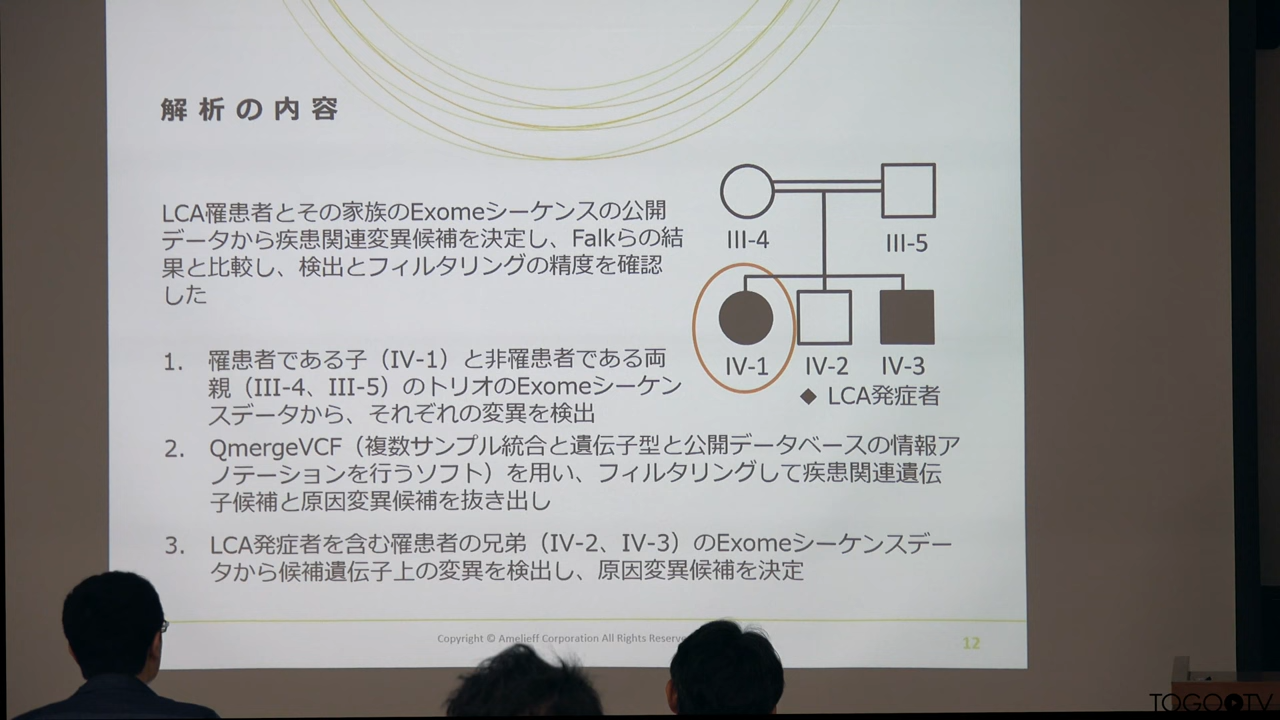 解析の内容
LCA罹患者とその家族のExomeシーケンスの公開
データから疾患関連変異候補を決定し、Falkらの結
果と比較し、検出とフィルタリングの精度を確認
した
III-4
III-5
IV-1
IV-2
IV-3
◆ LCA発症者
1. 罹患者である子（IV-1）と非罹患者である両
親（III-4、III-5）のトリオのExomeシーケン
スデータから、それぞれの変異を検出
2. QmergeVCF（複数サンプル統合と遺伝子型と公開データベースの情報ア
ノテーションを行うソフト）を用い、フィルタリングして疾患関連遺伝
子候補と原因変異候補を抜き出し
3. LCA発症者を含む罹患者の兄弟（IV-2、IV-3）のExomeシーケンスデー
タから候補遺伝子上の変異を検出し、原因変異候補を決定
Copyright © Amelieff Corporation All Rights Reserve
12
TOGOTV